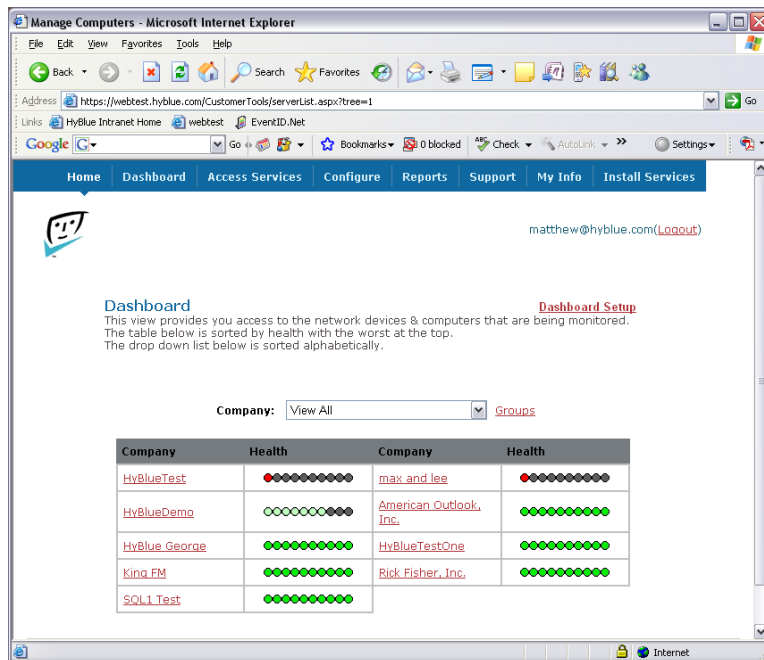 Manage Computers - Microsoft Internet Explorer
File Edit View Favorites Tools Help
Back Search Favorites
Address https://webtest.hyblue.com/CustomerTools/serverList.aspx?tree=1 Go
Links HyBlue Intranet Home webtest EventID.Net
Google G Go Bookmarks 0 blocked ABC Check AutoLink >> Settings
Home Dashboard Access Services Configure Reports Support My Info Install Services
matthew@hyblue.com(Logout)
Dashboard Dashboard Setup
This view provides you access to the network devices & computers that are being monitored.
The table below is sorted by health with the worst at the top.
The drop down list below is sorted alphabetically.
Company: View All Groups
Company Health Company Health
HyBlueTest max and lee
HyBlueDemo American Outlook,
Inc.
HyBlue George HyBlueTestOne
King FM Rick Fisher, Inc.
SQL1 Test
Internet